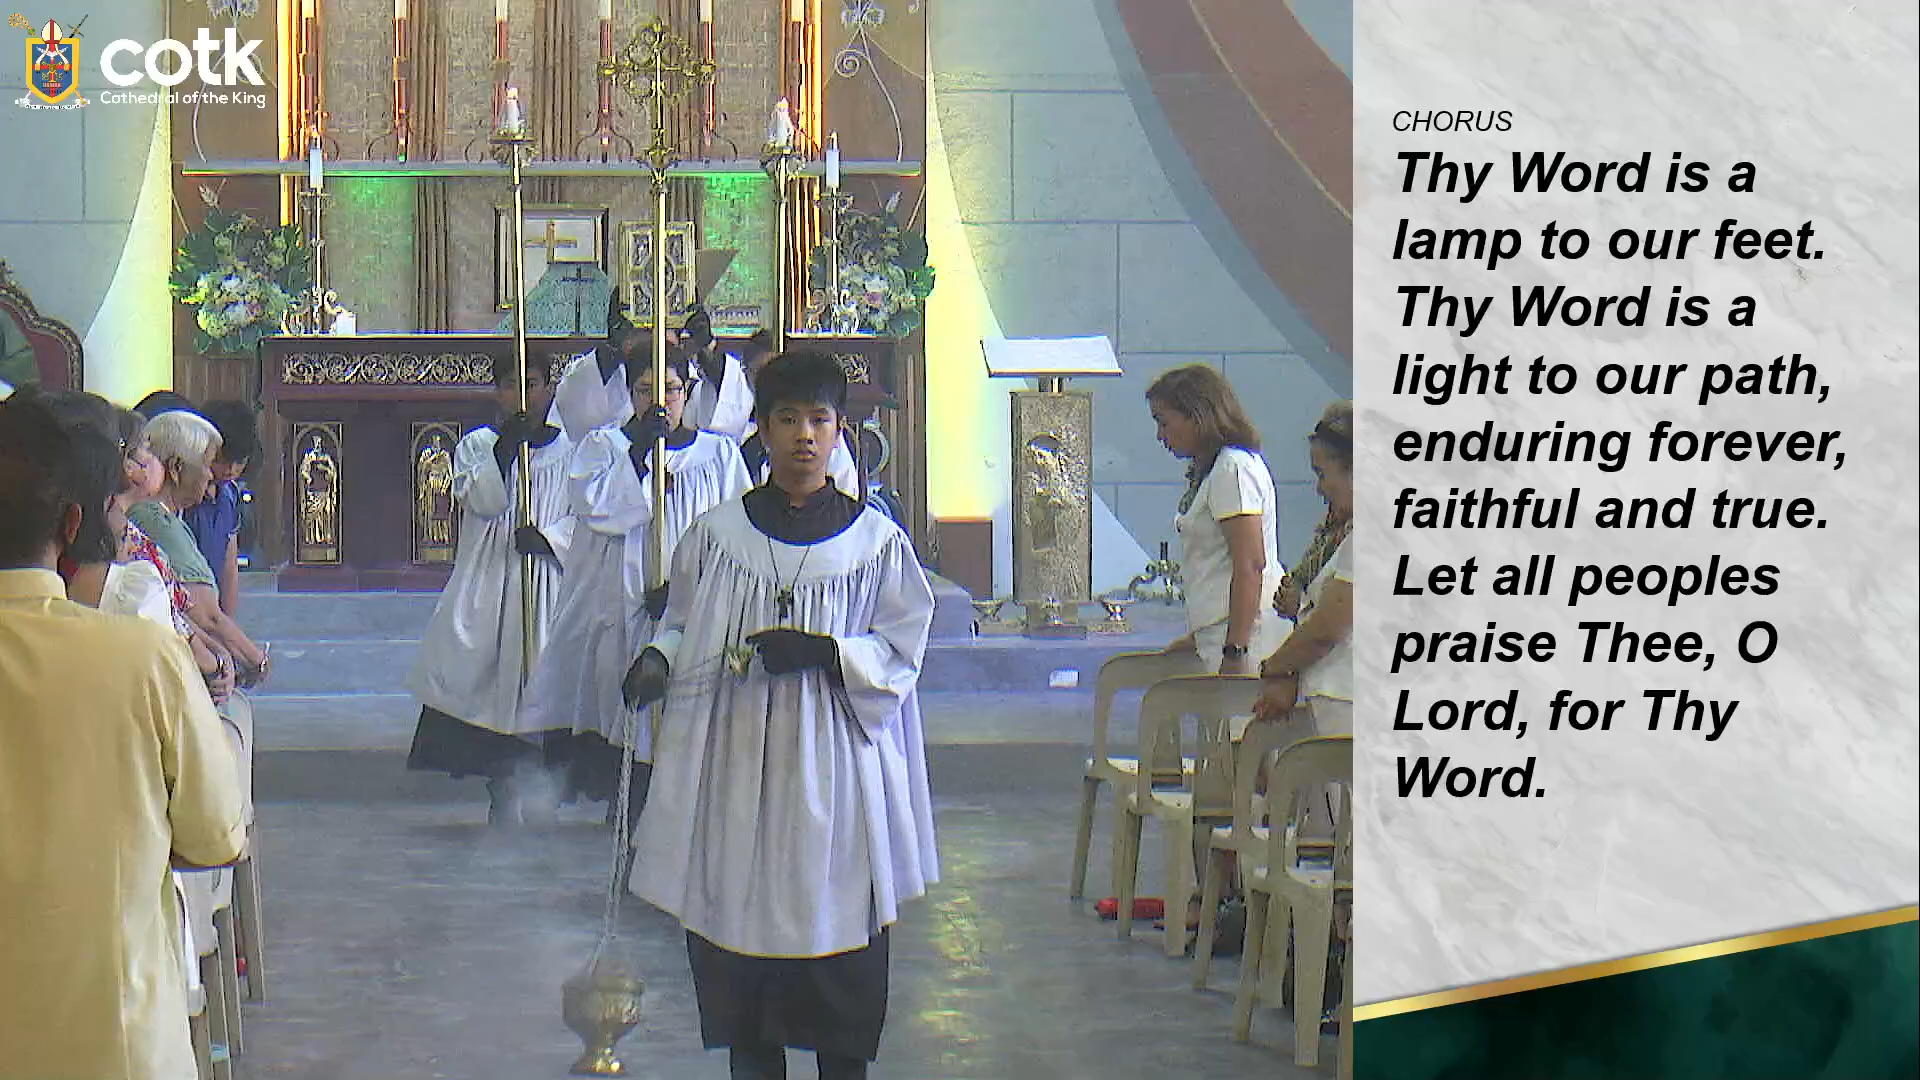 cotk
Cathedral of the King
CHORUS
Thy Word is a
lamp to our feet.
Thy Word is a
light to our path,
enduring forever,
faithful and true.
Let all peoples
praise Thee, O
Lord, for Thy
Word.